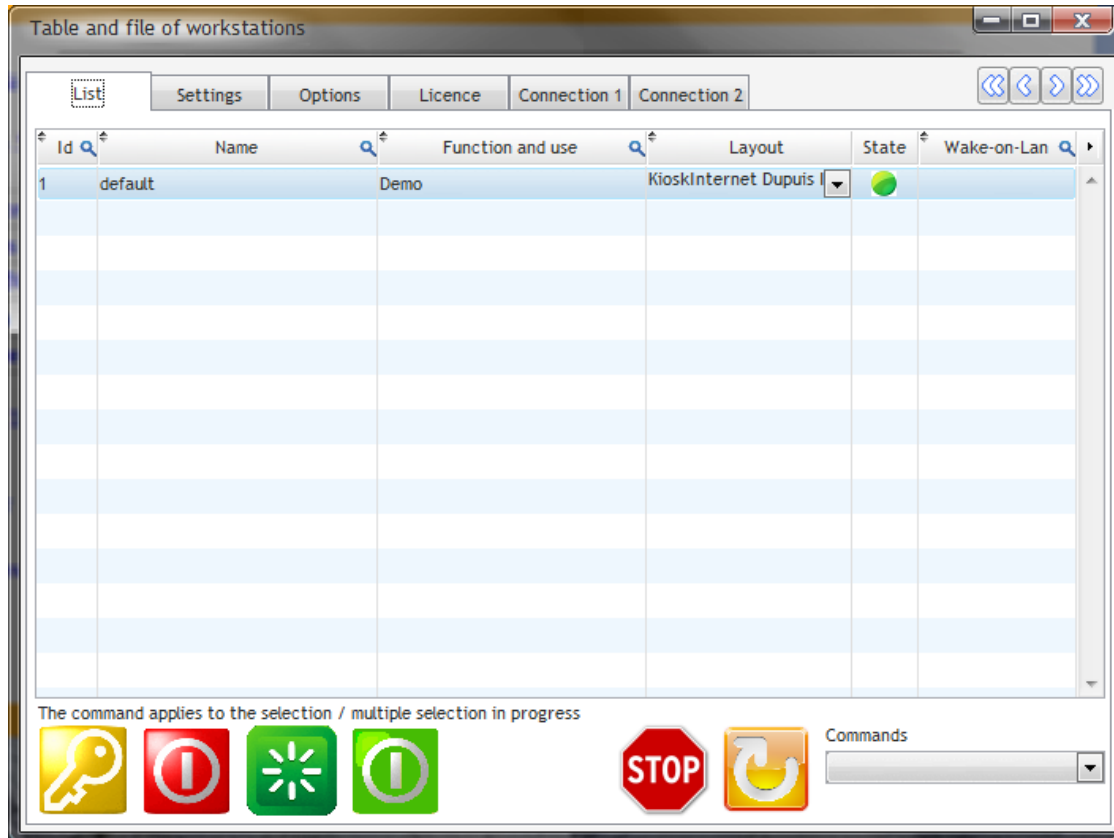 Table and file of workstations
List Settings Options Licence Connection 1 Connection 2
Id Name Function and use Layout State Wake-on-Lan
1 default Demo KioskInternet Dupuis
The command applies to the selection / multiple selection in progress
STOP
Commands